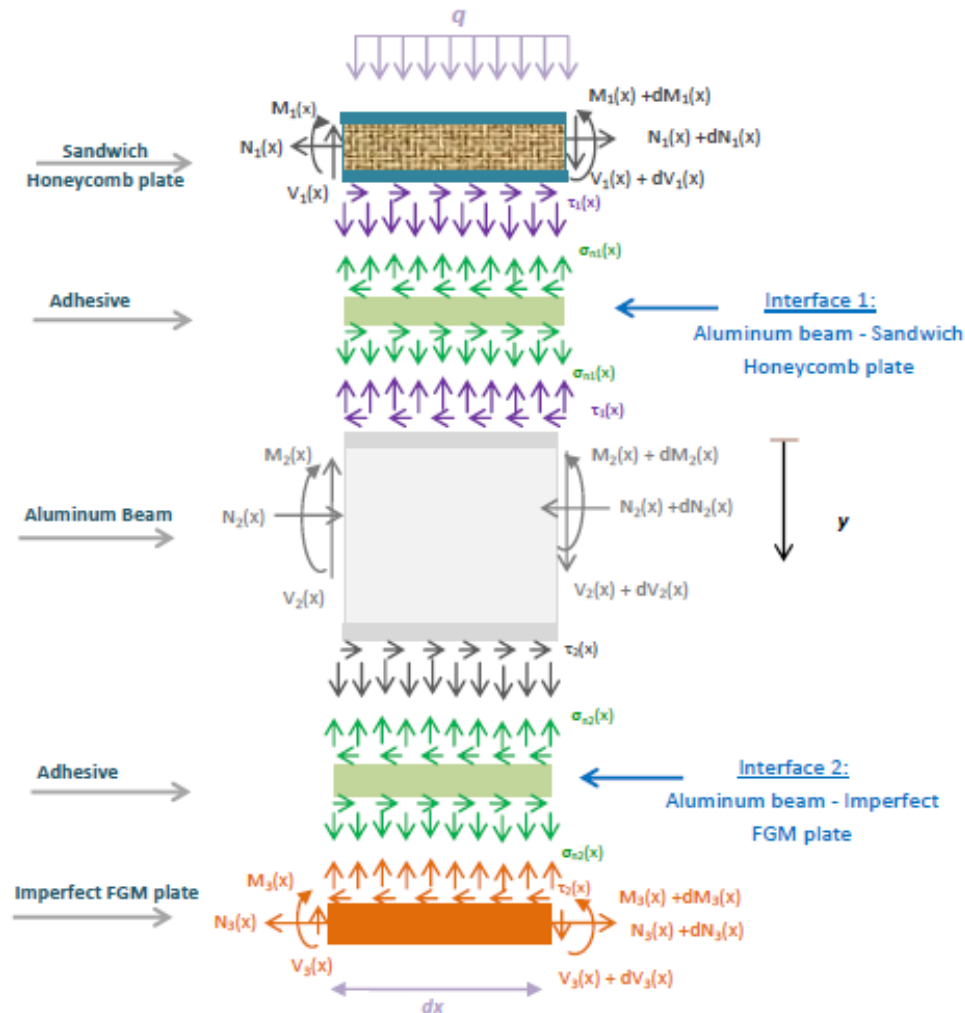 q
M₁(x)
M₁(x) +dM₁(x)
N₁(x)
N₁(x) +dN₁(x)
Sandwich
Honeycomb plate
V₁(x)
V₁(x) + dV₁(x)
τ₁(x)
σₙ₁(x)
Adhesive
Interface 1:
Aluminum beam - Sandwich
Honeycomb plate
σₙ₁(x)
τ₁(x)
M₂(x)
M₂(x) + dM₂(x)
Aluminum Beam
N₂(x)
N₂(x) +dN₂(x)
y
V₂(x)
V₂(x) + dV₂(x)
τ₂(x)
σₙ₂(x)
Adhesive
Interface 2:
Aluminum beam - Imperfect
FGM plate
σₙ₂(x)
Imperfect FGM plate
M₃(x)
τ₂(x)
M₃(x) +dM₃(x)
N₃(x)
N₃(x) +dN₃(x)
V₃(x)
V₃(x) + dV₃(x)
dx